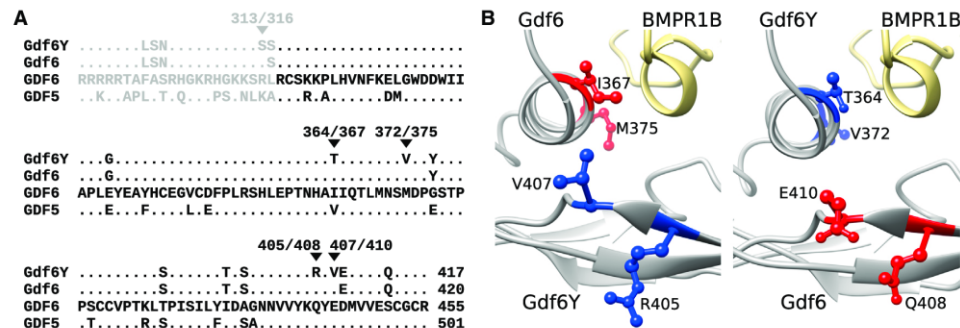 A
313/316
Gdf6Y .......LSN..........SS.....................
Gdf6 .......LSN...........S.....................
GDF6 RRRRRTAFASRHGKRHGKKSRLRCSKKPLHVNFKELGWDDWII
GDF5 ..K..APL.T.Q...PS.NLKA...R.A......DM.......
364/367 372/375
Gdf6Y ...G........................T.......V..Y...
Gdf6 ...G...................................Y...
GDF6 APLEYEAYHCEGVCDFPLRSHLEPTNHAIIQTLMNSMDPGSTP
GDF5 ...E...F....L.E.............V..........E...
405/408 407/410
Gdf6Y .........S......T.S.......R.VE....Q.... 417
Gdf6 .........S......T.S..........E....Q.... 420
GDF6 PSCCVPTKLTPISILYIDAGNNVVYKQYEDMVVESCGCR 455
GDF5 .T.....R.S.....F..SA................... 501
B
Gdf6 BMPR1B
I367
M375
V407
R405
Gdf6Y
Gdf6Y BMPR1B
T364
V372
E410
Q408
Gdf6